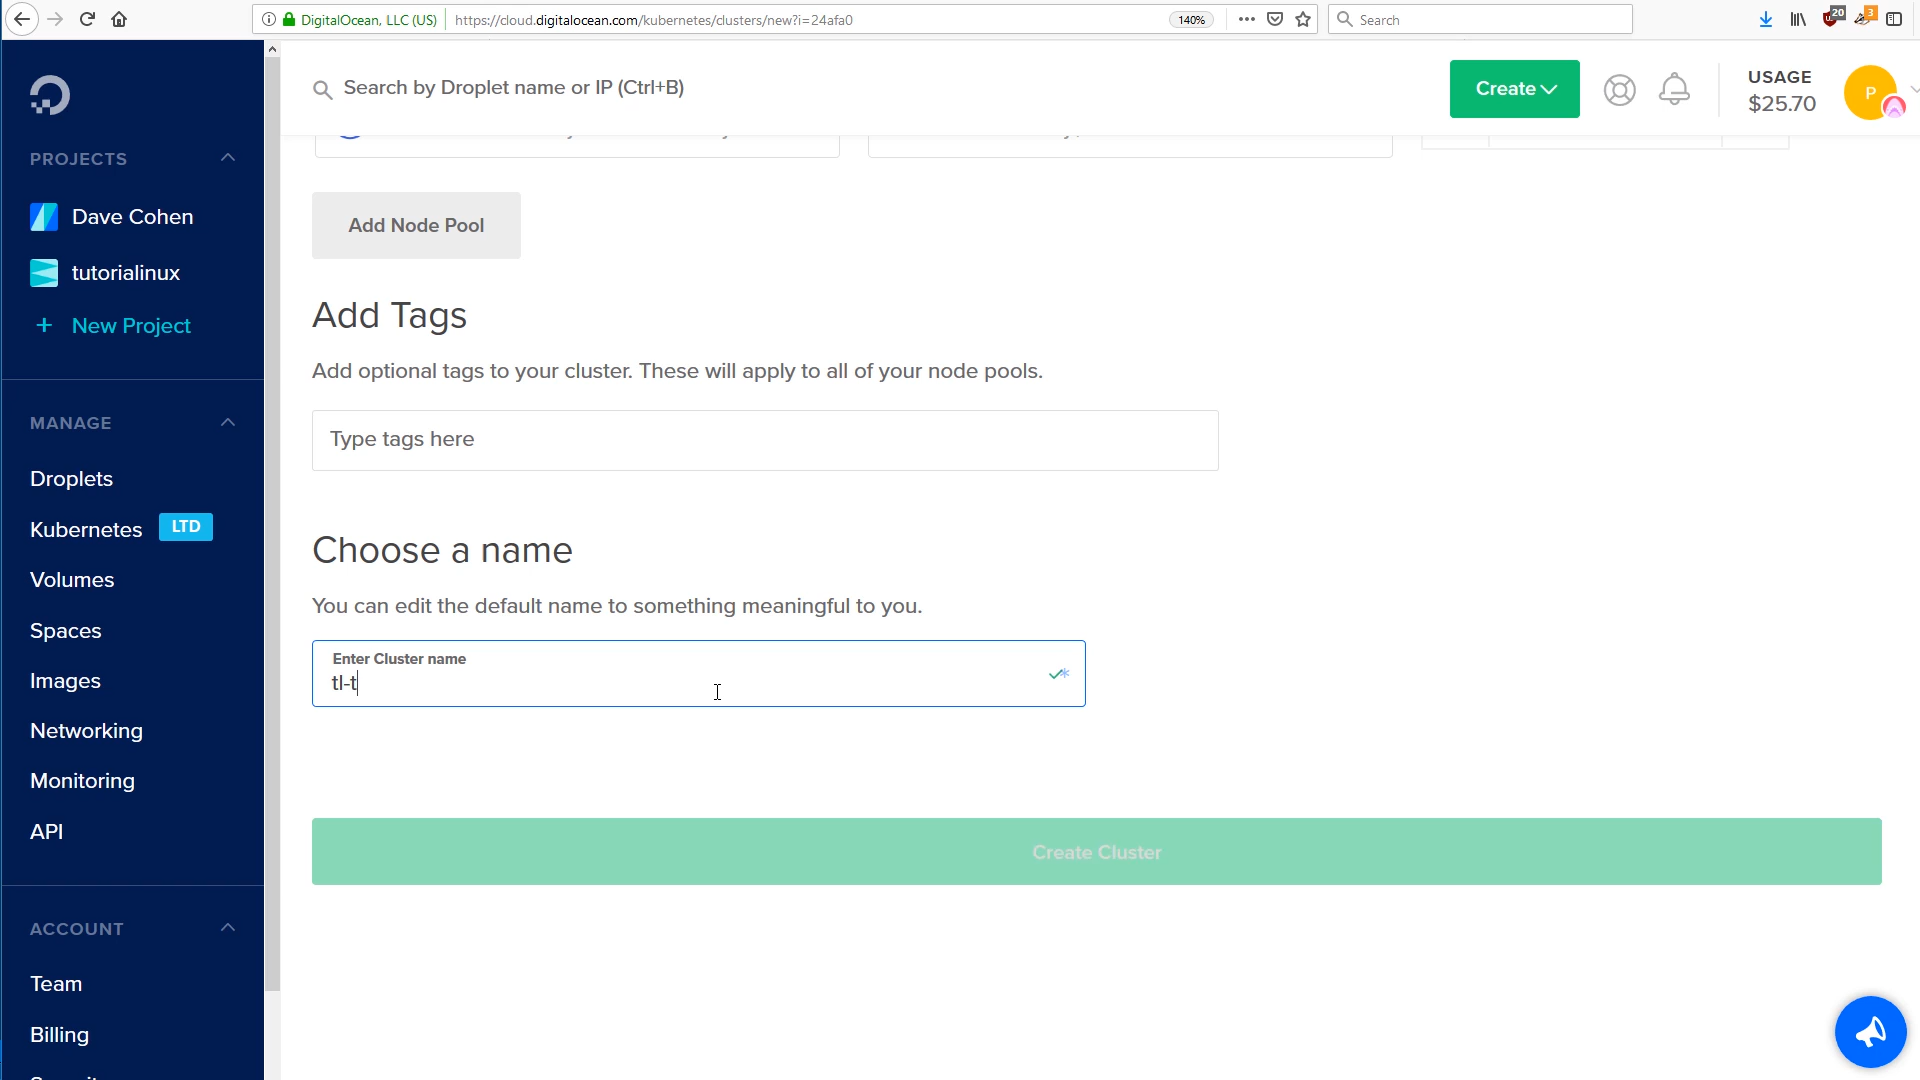 DigitalOcean, LLC (US)
https://cloud.digitalocean.com/kubernetes/clusters/new?i=24afa0
140%
Search
20
3
Search by Droplet name or IP (Ctrl+B)
Create
USAGE
$25.70
P
PROJECTS
Dave Cohen
tutorialinux
+ New Project
MANAGE
Droplets
Kubernetes LTD
Volumes
Spaces
Images
Networking
Monitoring
API
ACCOUNT
Team
Billing
Add Node Pool
Add Tags
Add optional tags to your cluster. These will apply to all of your node pools.
Type tags here
Choose a name
You can edit the default name to something meaningful to you.
Enter Cluster name
tl-t
Create Cluster